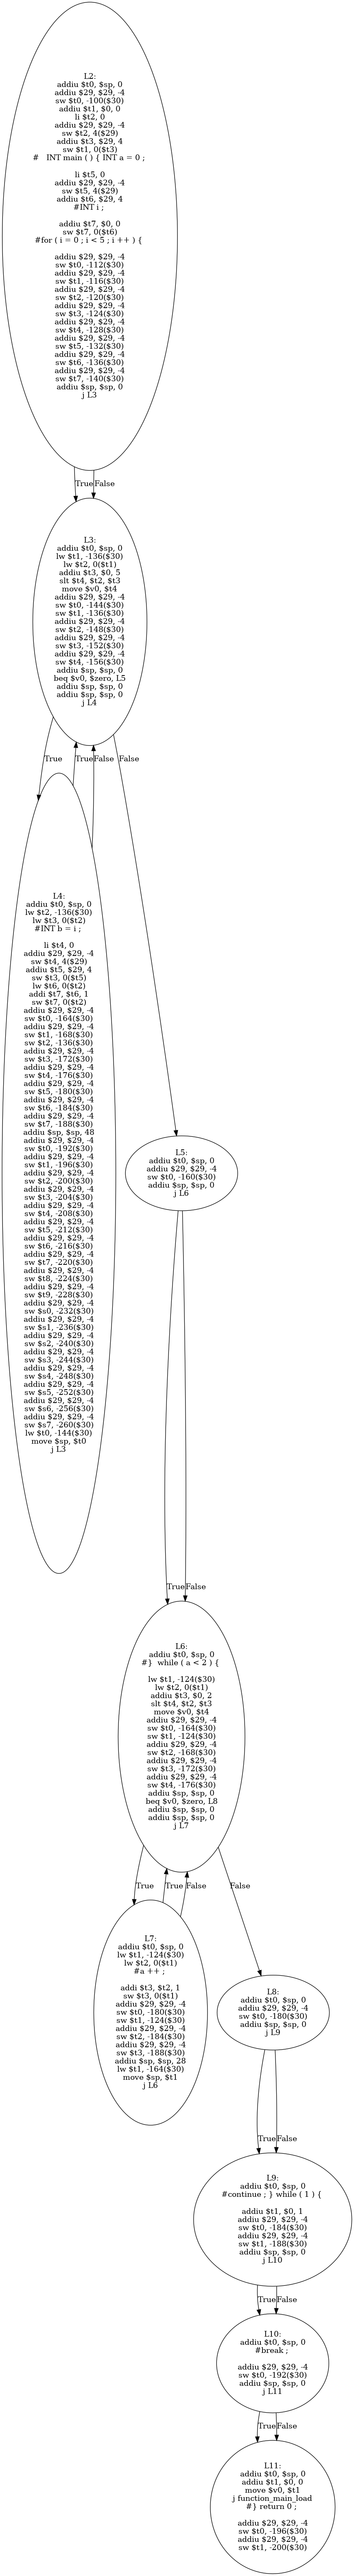 L2:
addiu $t0, $sp, 0
addiu $29, $29, -4
sw $t0, -100($30)
addiu $t1, $0, 0
li $t2, 0
addiu $29, $29, -4
sw $t2, 4($29)
addiu $t3, $29, 4
sw $t1, 0($t3)
# INT main ( ) { INT a = 0 ;
li $t5, 0
addiu $29, $29, -4
sw $t5, 4($29)
addiu $t6, $29, 4
#INT i ;
addiu $t7, $0, 0
sw $t7, 0($t6)
#for ( i = 0 ; i < 5 ; i ++ ) {
addiu $29, $29, -4
sw $t0, -112($30)
addiu $29, $29, -4
sw $t1, -116($30)
addiu $29, $29, -4
sw $t2, -120($30)
addiu $29, $29, -4
sw $t3, -124($30)
addiu $29, $29, -4
sw $t4, -128($30)
addiu $29, $29, -4
sw $t5, -132($30)
addiu $29, $29, -4
sw $t6, -136($30)
addiu $29, $29, -4
sw $t7, -140($30)
addiu $sp, $sp, 0
j L3
True
False
L3:
addiu $t0, $sp, 0
lw $t1, -136($30)
lw $t2, 0($t1)
addiu $t3, $0, 5
slt $t4, $t2, $t3
move $v0, $t4
addiu $29, $29, -4
sw $t0, -144($30)
sw $t1, -136($30)
addiu $29, $29, -4
sw $t2, -148($30)
addiu $29, $29, -4
sw $t3, -152($30)
addiu $29, $29, -4
sw $t4, -156($30)
addiu $sp, $sp, 0
beq $v0, $zero, L5
addiu $sp, $sp, 0
addiu $sp, $sp, 0
j L4
True
True
False
False
L4:
addiu $t0, $sp, 0
lw $t2, -136($30)
lw $t3, 0($t2)
#INT b = i ;
li $t4, 0
addiu $29, $29, -4
sw $t4, 4($29)
addiu $t5, $29, 4
sw $t3, 0($t5)
lw $t6, 0($t2)
addi $t7, $t6, 1
sw $t7, 0($t2)
addiu $29, $29, -4
sw $t0, -164($30)
addiu $29, $29, -4
sw $t1, -168($30)
sw $t2, -136($30)
addiu $29, $29, -4
sw $t3, -172($30)
addiu $29, $29, -4
sw $t4, -176($30)
addiu $29, $29, -4
sw $t5, -180($30)
addiu $29, $29, -4
sw $t6, -184($30)
addiu $29, $29, -4
sw $t7, -188($30)
addiu $sp, $sp, 48
addiu $29, $29, -4
sw $t0, -192($30)
addiu $29, $29, -4
sw $t1, -196($30)
addiu $29, $29, -4
sw $t2, -200($30)
addiu $29, $29, -4
sw $t3, -204($30)
addiu $29, $29, -4
sw $t4, -208($30)
addiu $29, $29, -4
sw $t5, -212($30)
addiu $29, $29, -4
sw $t6, -216($30)
addiu $29, $29, -4
sw $t7, -220($30)
addiu $29, $29, -4
sw $t8, -224($30)
addiu $29, $29, -4
sw $t9, -228($30)
addiu $29, $29, -4
sw $s0, -232($30)
addiu $29, $29, -4
sw $s1, -236($30)
addiu $29, $29, -4
sw $s2, -240($30)
addiu $29, $29, -4
sw $s3, -244($30)
addiu $29, $29, -4
sw $s4, -248($30)
addiu $29, $29, -4
sw $s5, -252($30)
addiu $29, $29, -4
sw $s6, -256($30)
addiu $29, $29, -4
sw $s7, -260($30)
lw $t0, -144($30)
move $sp, $t0
j L3
L5:
addiu $t0, $sp, 0
addiu $29, $29, -4
sw $t0, -160($30)
addiu $sp, $sp, 0
j L6
True
False
L6:
addiu $t0, $sp, 0
#} while ( a < 2 ) {
lw $t1, -124($30)
lw $t2, 0($t1)
addiu $t3, $0, 2
slt $t4, $t2, $t3
move $v0, $t4
addiu $29, $29, -4
sw $t0, -164($30)
sw $t1, -124($30)
addiu $29, $29, -4
sw $t2, -168($30)
addiu $29, $29, -4
sw $t3, -172($30)
addiu $29, $29, -4
sw $t4, -176($30)
addiu $sp, $sp, 0
beq $v0, $zero, L8
addiu $sp, $sp, 0
addiu $sp, $sp, 0
j L7
True
True
False
False
L7:
addiu $t0, $sp, 0
lw $t1, -124($30)
lw $t2, 0($t1)
#a ++ ;
addi $t3, $t2, 1
sw $t3, 0($t1)
addiu $29, $29, -4
sw $t0, -180($30)
sw $t1, -124($30)
addiu $29, $29, -4
sw $t2, -184($30)
addiu $29, $29, -4
sw $t3, -188($30)
addiu $sp, $sp, 28
lw $t1, -164($30)
move $sp, $t1
j L6
L8:
addiu $t0, $sp, 0
addiu $29, $29, -4
sw $t0, -180($30)
addiu $sp, $sp, 0
j L9
True
False
L9:
addiu $t0, $sp, 0
#continue ; } while ( 1 ) {
addiu $t1, $0, 1
addiu $29, $29, -4
sw $t0, -184($30)
addiu $29, $29, -4
sw $t1, -188($30)
addiu $sp, $sp, 0
j L10
True
False
L10:
addiu $t0, $sp, 0
#break ;
addiu $29, $29, -4
sw $t0, -192($30)
addiu $sp, $sp, 0
j L11
True
False
L11:
addiu $t0, $sp, 0
addiu $t1, $0, 0
move $v0, $t1
j function_main_load
#} return 0 ;
addiu $29, $29, -4
sw $t0, -196($30)
addiu $29, $29, -4
sw $t1, -200($30)